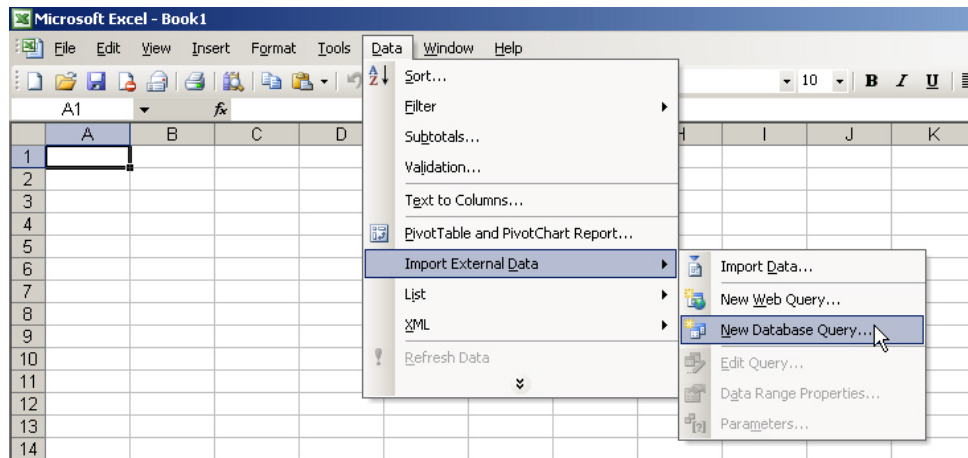 Microsoft Excel - Book1
File Edit View Insert Format Tools Data Window Help
10 B I U
A1 fx
A B C D H I J K
1
2
3
4
5
6
7
8
9
10
11
12
13
14
Sort...
Filter
Subtotals...
Validation...
Text to Columns...
PivotTable and PivotChart Report...
Import External Data
List
XML
Refresh Data
Import Data...
New Web Query...
New Database Query...
Edit Query...
Data Range Properties...
Parameters...